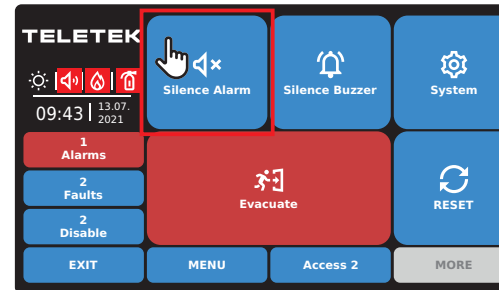 TELETEK
09:43
13.07.
2021
Silence Alarm
Silence Buzzer
System
1
Alarms
2
Faults
2
Disable
Evacuate
RESET
EXIT
MENU
Access 2
MORE